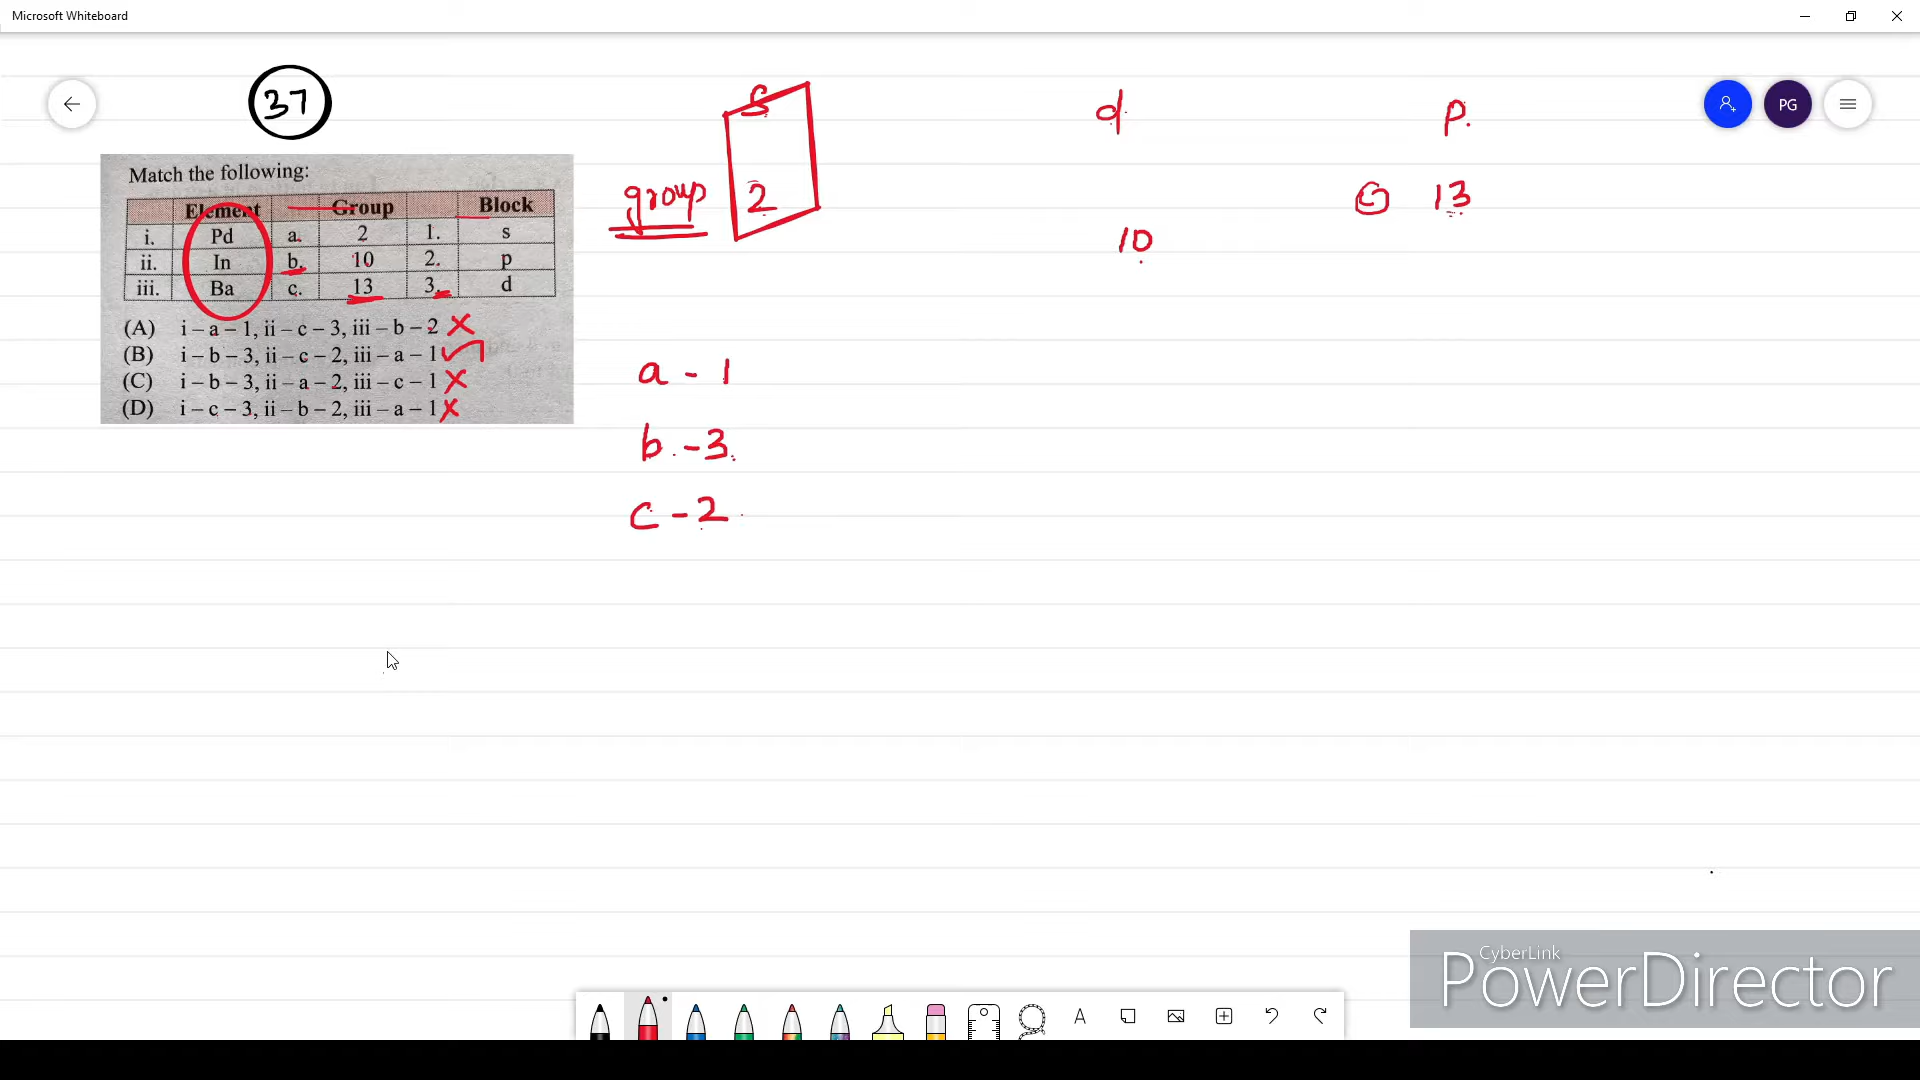 Microsoft Whiteboard
37
PG
Match the following:
Element Group Block
i. Pd a. 2 1. s
ii. In b. 10 2. p
iii. Ba c. 13 3. d
(A) i – a – 1, ii – c – 3, iii – b – 2
(B) i – b – 3, ii – c – 2, iii – a – 1
(C) i – b – 3, ii – a – 2, iii – c – 1
(D) i – c – 3, ii – b – 2, iii – a – 1
S d p
group 2 13
10
a - 1
b - 3
c - 2
CyberLink
PowerDirector
A